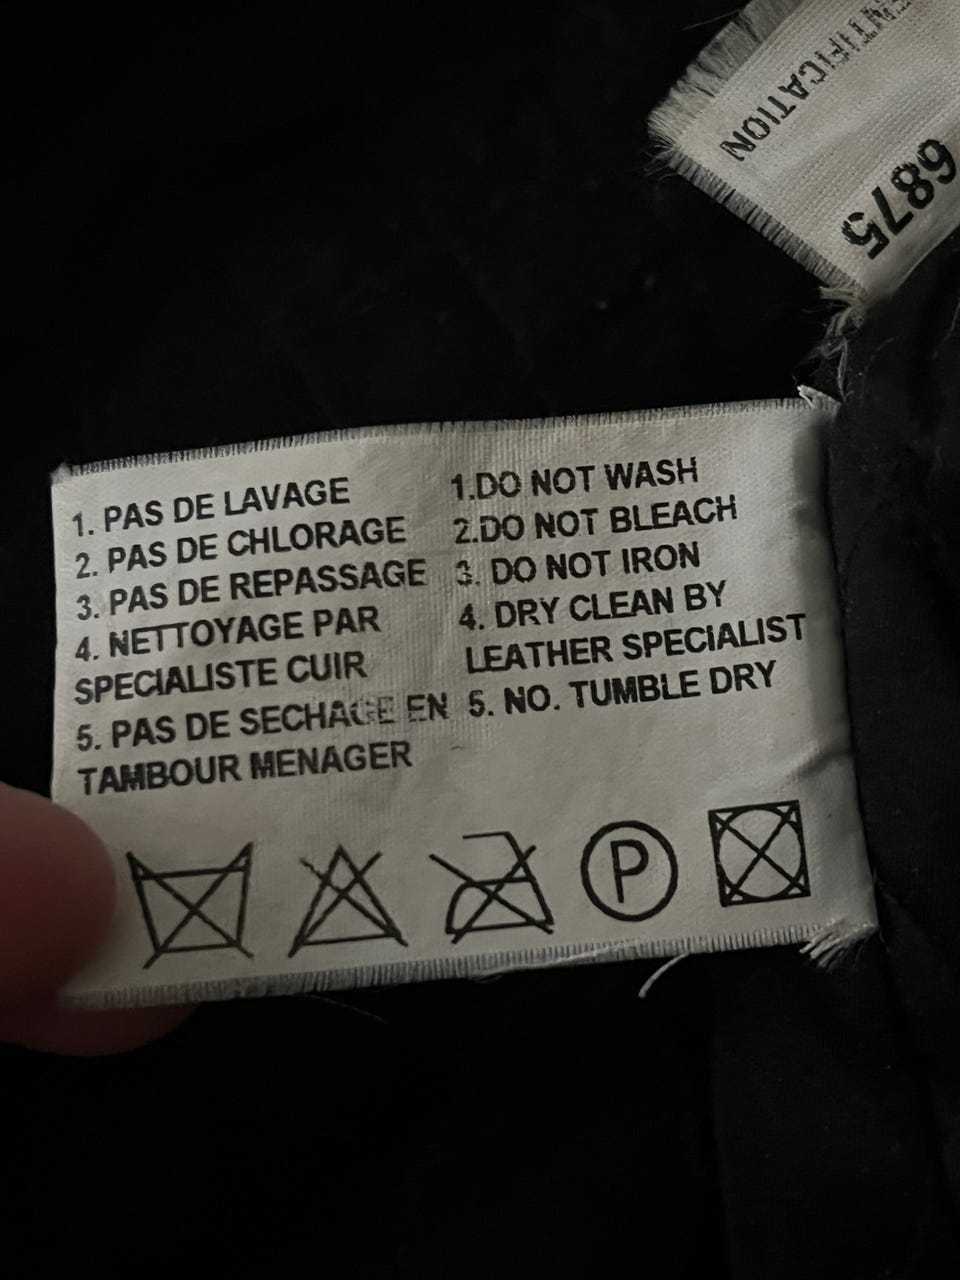 NTIFICATION
6875
1. PAS DE LAVAGE
2. PAS DE CHLORAGE
3. PAS DE REPASSAGE
4. NETTOYAGE PAR
SPECIALISTE CUIR
5. PAS DE SECHAGE EN
TAMBOUR MENAGER
1.DO NOT WASH
2.DO NOT BLEACH
3. DO NOT IRON
4. DRY CLEAN BY
LEATHER SPECIALIST
5. NO. TUMBLE DRY
P